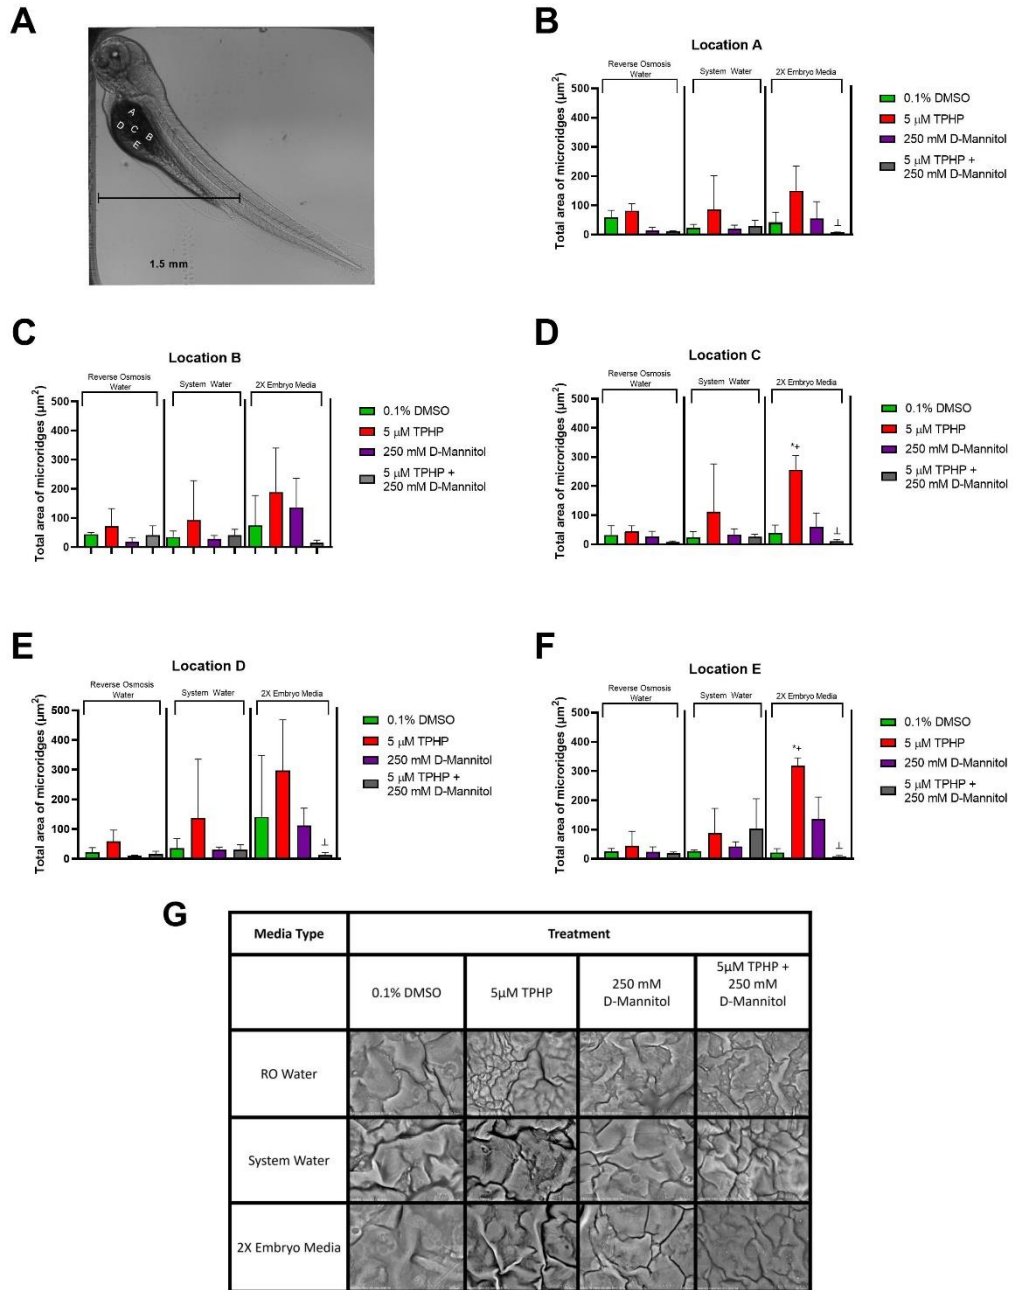 A
A
D
C
B
E
1.5 mm
B
Location A
Reverse Osmosis
Water
System Water
2X Embryo Media
Total area of microridges (µm²)
500
400
300
200
100
0
⊥
0.1% DMSO
5 µM TPHP
250 mM D-Mannitol
5 µM TPHP +
250 mM D-Mannitol
C
Location B
Reverse Osmosis
Water
System Water
2X Embryo Media
Total area of microridges (µm²)
500
400
300
200
100
0
0.1% DMSO
5 µM TPHP
250 mM D-Mannitol
5 µM TPHP +
250 mM D-Mannitol
D
Location C
Reverse Osmosis
Water
System Water
2X Embryo Media
Total area of microridges (µm²)
500
400
300
200
100
0
*+
⊥
0.1% DMSO
5 µM TPHP
250 mM D-Mannitol
5 µM TPHP +
250 mM D-Mannitol
E
Location D
Reverse Osmosis
Water
System Water
2X Embryo Media
Total area of microridges (µm²)
500
400
300
200
100
0
⊥
0.1% DMSO
5 µM TPHP
250 mM D-Mannitol
5 µM TPHP +
250 mM D-Mannitol
F
Location E
Reverse Osmosis
Water
System Water
2X Embryo Media
Total area of microridges (µm²)
500
400
300
200
100
0
*+
⊥
0.1% DMSO
5 µM TPHP
250 mM D-Mannitol
5 µM TPHP +
250 mM D-Mannitol
G
Media Type
Treatment
0.1% DMSO
5µM TPHP
250 mM
D-Mannitol
5µM TPHP +
250 mM
D-Mannitol
RO Water
System Water
2X Embryo Media